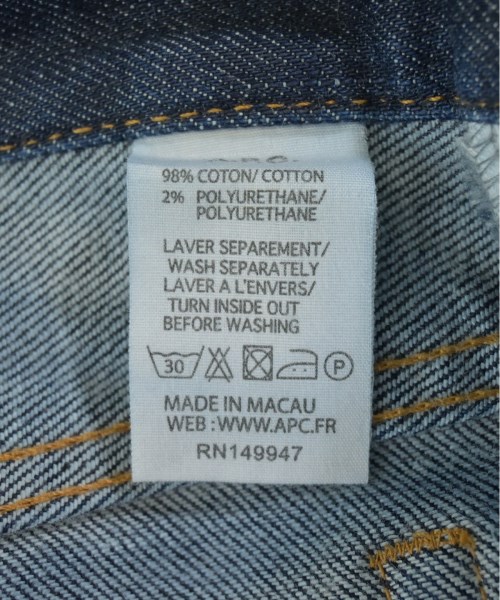 A.P.C.
98% COTON/ COTTON
2% POLYURETHANE/
POLYURETHANE
LAVER SEPAREMENT/
WASH SEPARATELY
LAVER A L'ENVERS/
TURN INSIDE OUT
BEFORE WASHING
30 P
MADE IN MACAU
WEB : WWW.APC.FR
RN149947